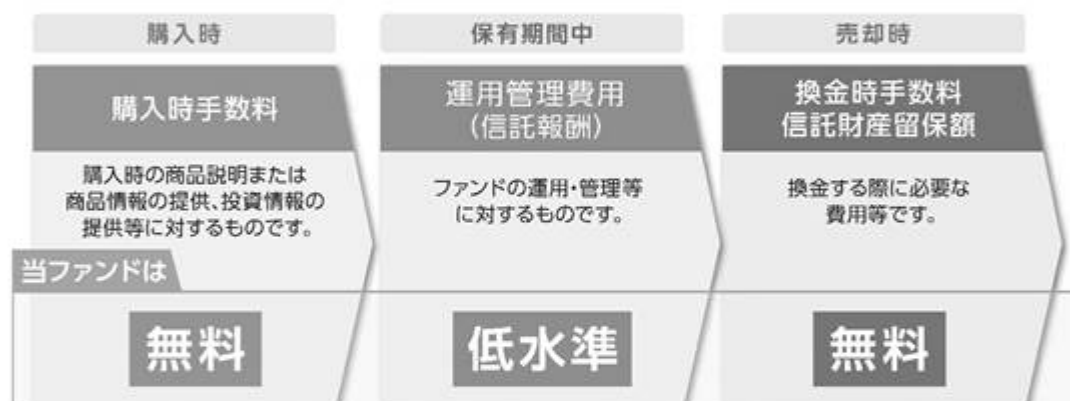 購入時
保有期間中
売却時
購入時手数料
運用管理費用
(信託報酬)
換金時手数料
信託財産留保額
購入時の商品説明または
商品情報の提供、投資情報の
提供等に対するものです。
ファンドの運用・管理等
に対するものです。
換金する際に必要な
費用等です。
当ファンドは
無料
低水準
無料